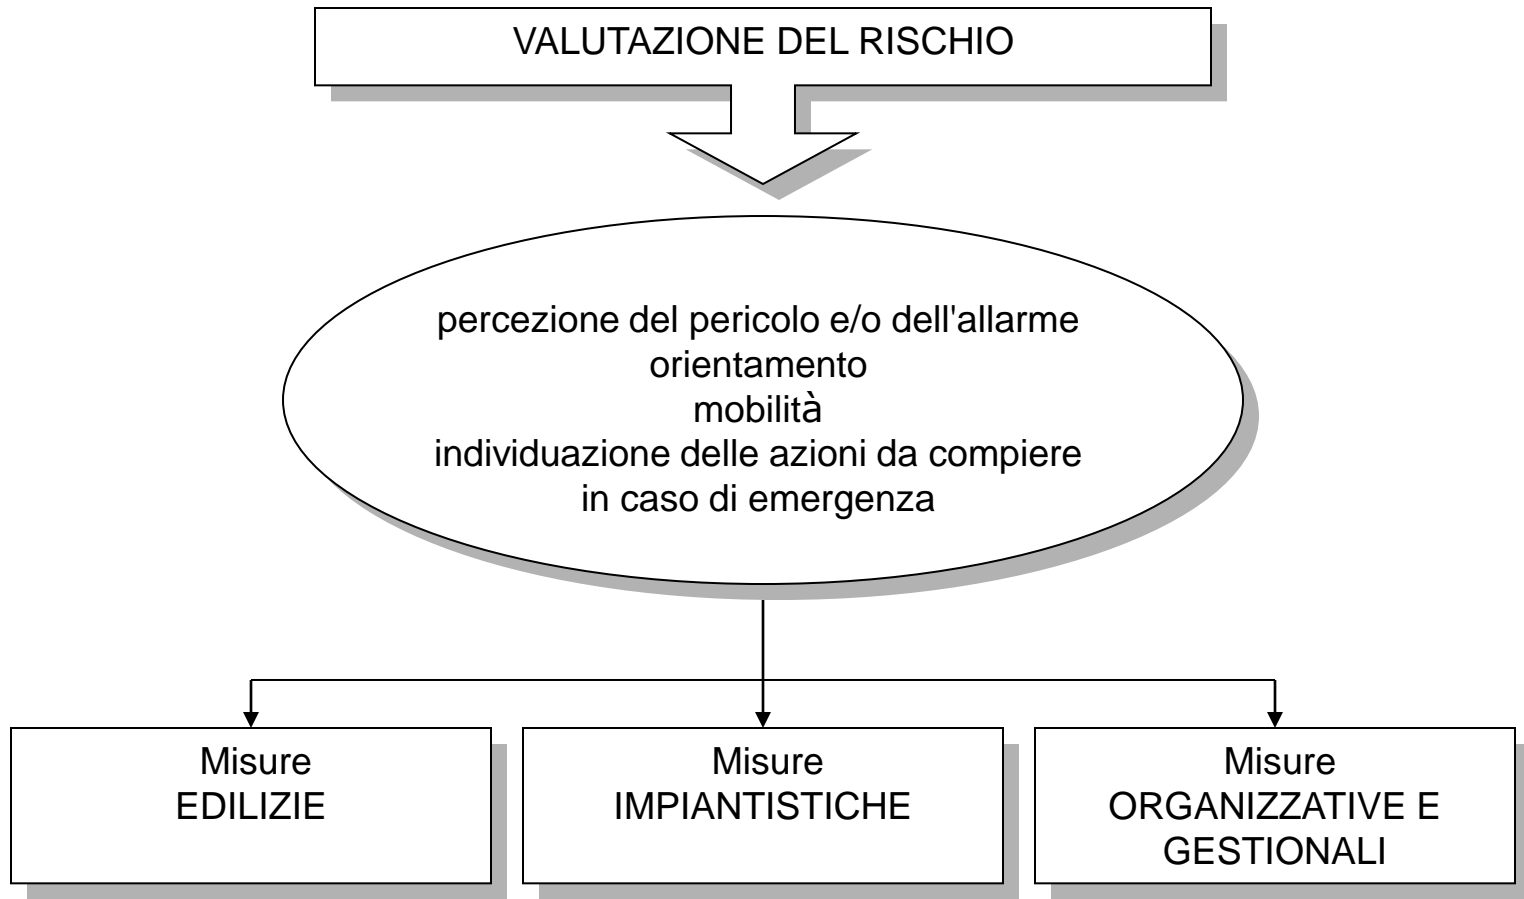 VALUTAZIONE DEL RISCHIO
percezione del pericolo e/o dell'allarme
orientamento
mobilità
individuazione delle azioni da compiere
in caso di emergenza
Misure
EDILIZIE
Misure
IMPIANTISTICHE
Misure
ORGANIZZATIVE E
GESTIONALI